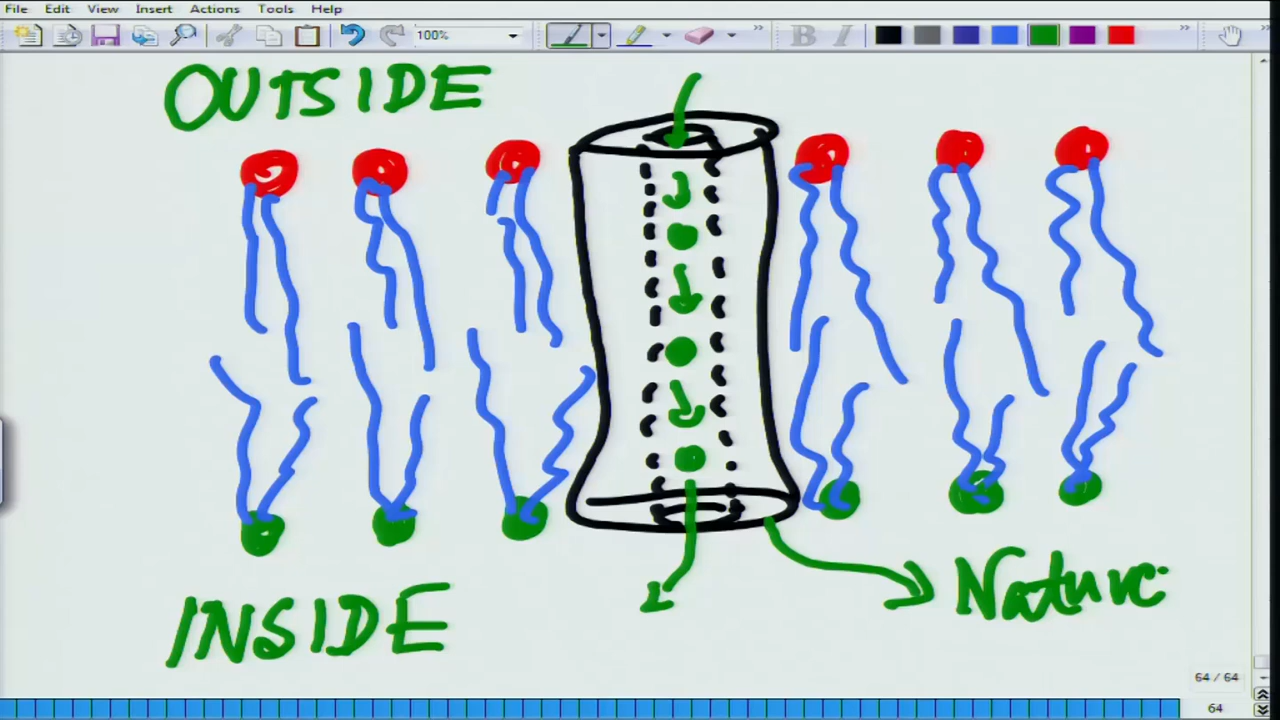 File Edit View Insert Actions Tools Help
100%
OUTSIDE
INSIDE
Nature
64 / 64
64